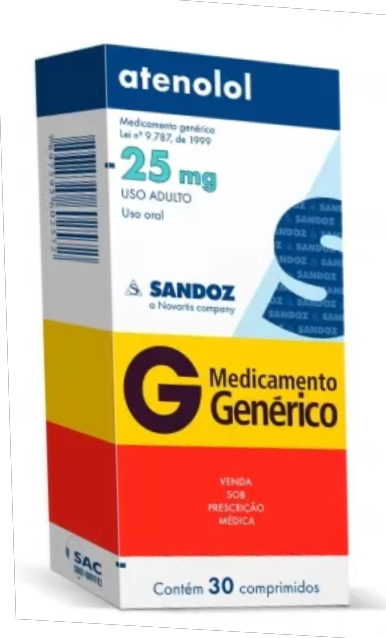 atenolol
Medicamento genérico
Lei nº 9.787, de 1999
25 mg
USO ADULTO
Uso oral
SANDOZ
a Novartis company
G Medicamento
Genérico
VENDA
SOB
PRESCRIÇÃO
MÉDICA
SAC
Contém 30 comprimidos